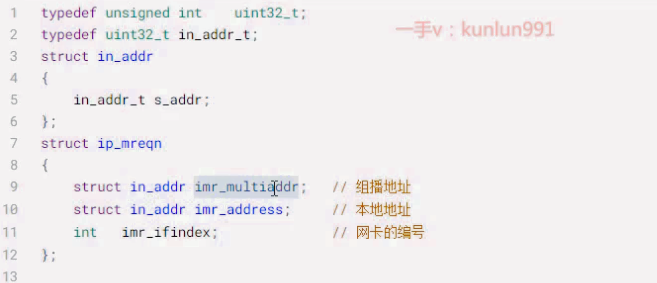 一手v：kunlun991
1 typedef unsigned int    uint32_t;
2 typedef uint32_t in_addr_t;
3 struct in_addr
4 {
5     in_addr_t s_addr;
6 };
7 struct ip_mreqn
8 {
9     struct in_addr imr_multiaddr;   // 组播地址
10     struct in_addr imr_address;     // 本地地址
11     int   imr_ifindex;              // 网卡的编号
12 };
13